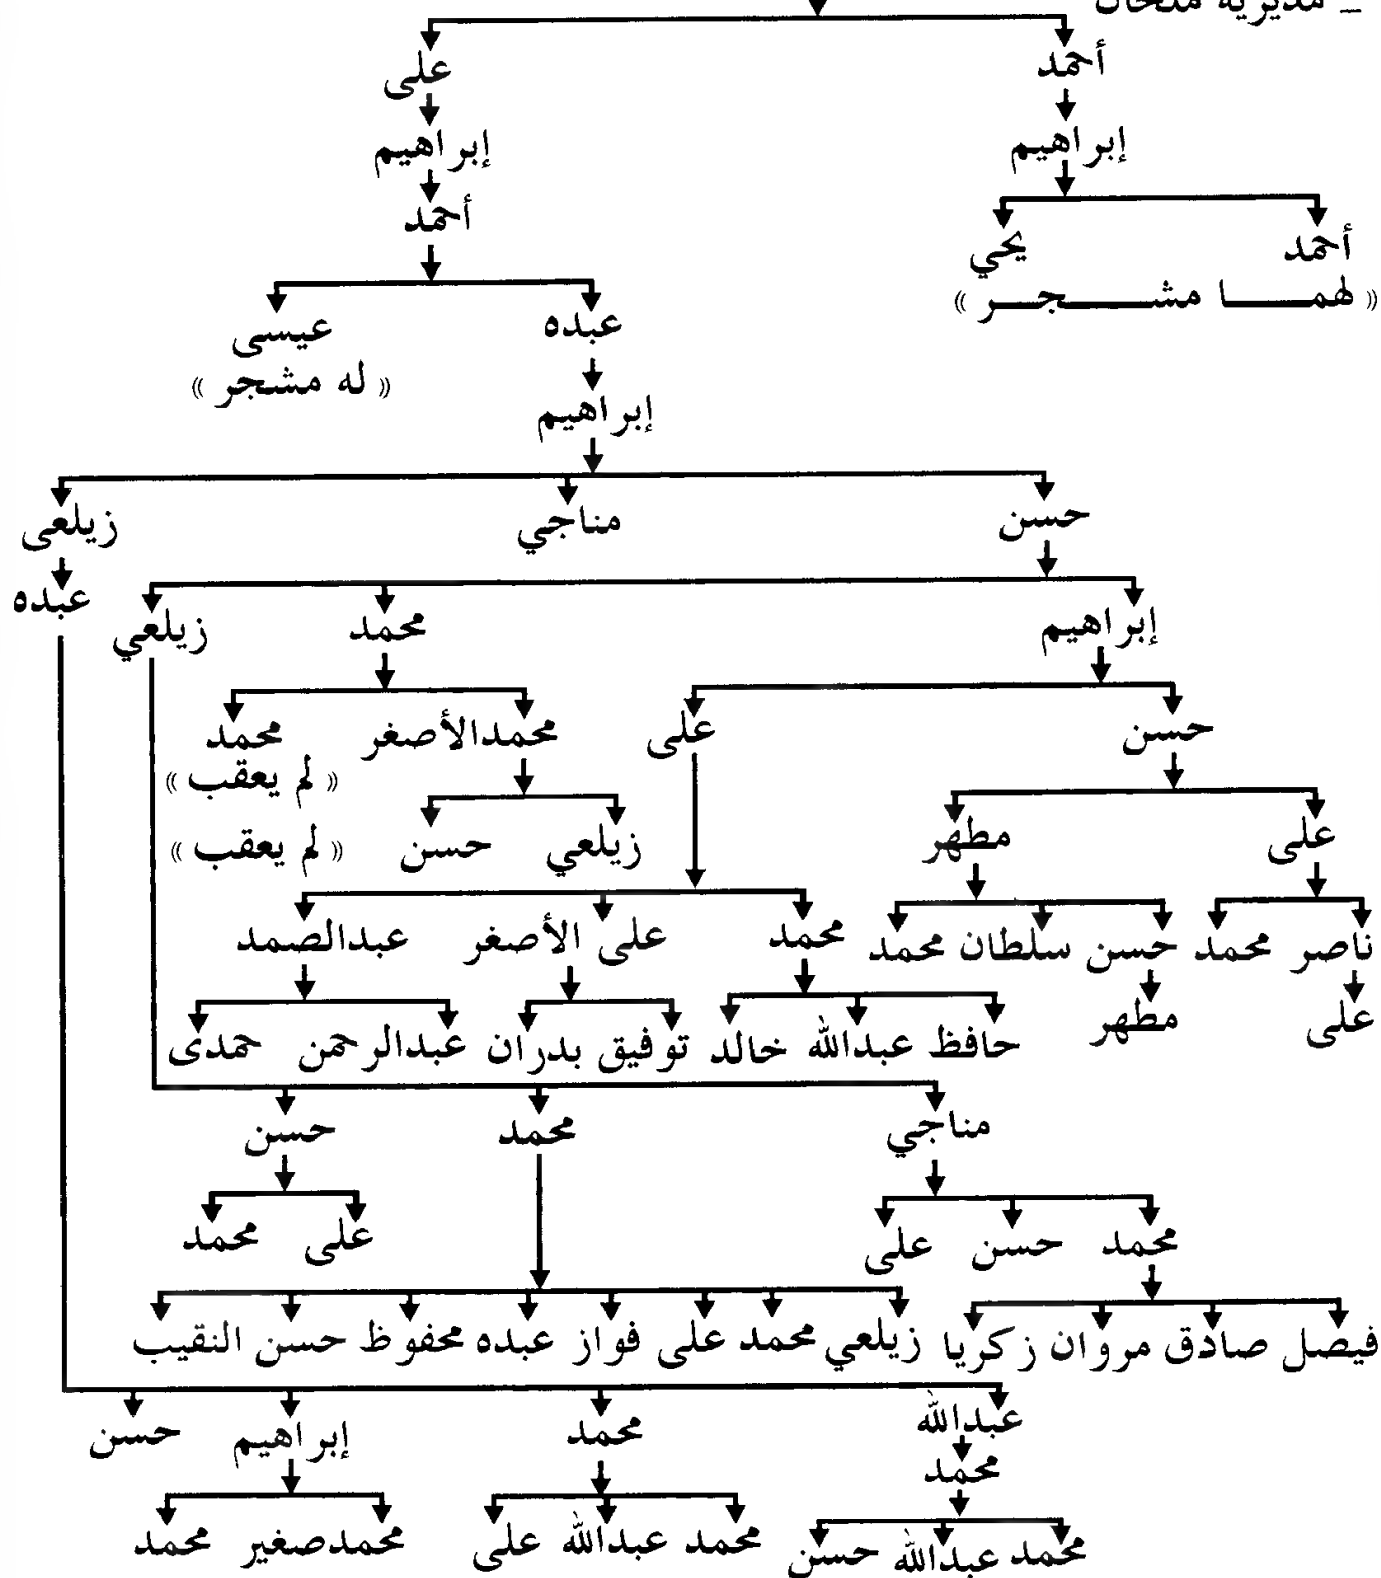 ـ مديرية ملحان
أحمد على
إبراهيم إبراهيم
أحمد
أحمد يحي
« لهمــا مشــجــر »
عبده عيسى
« له مشجر »
إبراهيم
حسن مناجي زيلعى
عبده
إبراهيم محمد زيلعي
حسن على محمدالأصغر محمد
« لم يعقب »
على مطهر زيلعي حسن « لم يعقب »
ناصر محمد حسن سلطان محمد محمد على الأصغر عبدالصمد
على مطهر حافظ عبدالله خالد توفيق بدران عبدالرحمن حمدى
مناجي محمد حسن
محمد حسن على على محمد
فيصل صادق مروان زكريا زيلعي محمد على فواز عبده محفوظ حسن النقيب
عبدالله محمد إبراهيم حسن
محمد
محمد عبدالله حسن محمد عبدالله على محمدصغير محمد